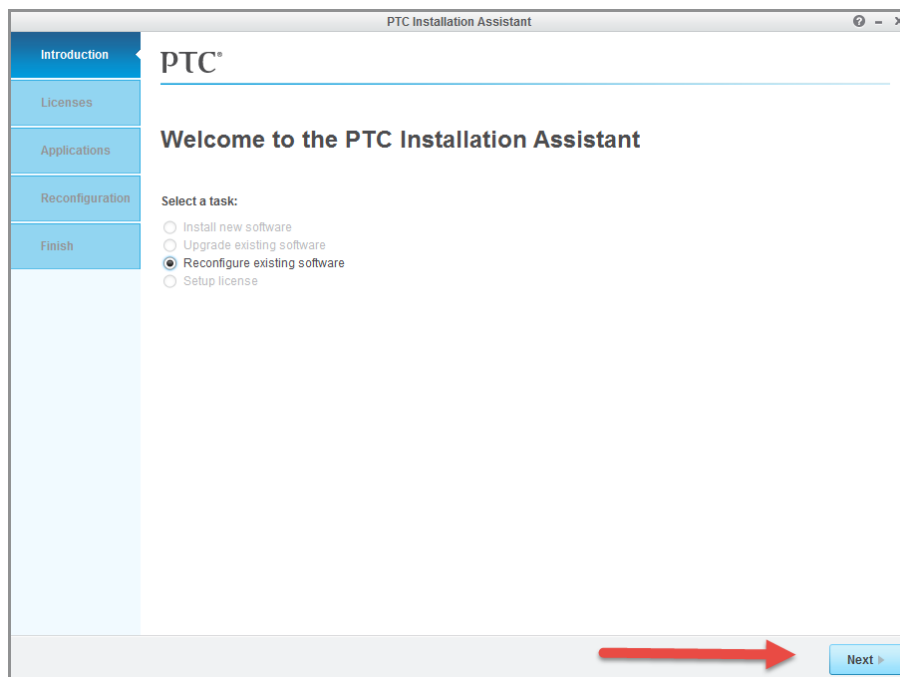 PTC Installation Assistant
Introduction
Licenses
Applications
Reconfiguration
Finish
PTC®
Welcome to the PTC Installation Assistant
Select a task:
Install new software
Upgrade existing software
Reconfigure existing software
Setup license
Next